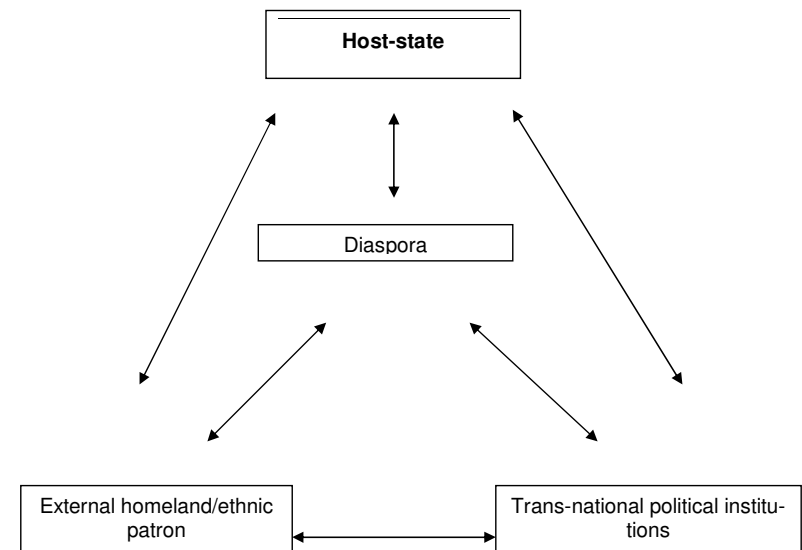 Host-state
Diaspora
External homeland/ethnic
patron
Trans-national political institu-
tions